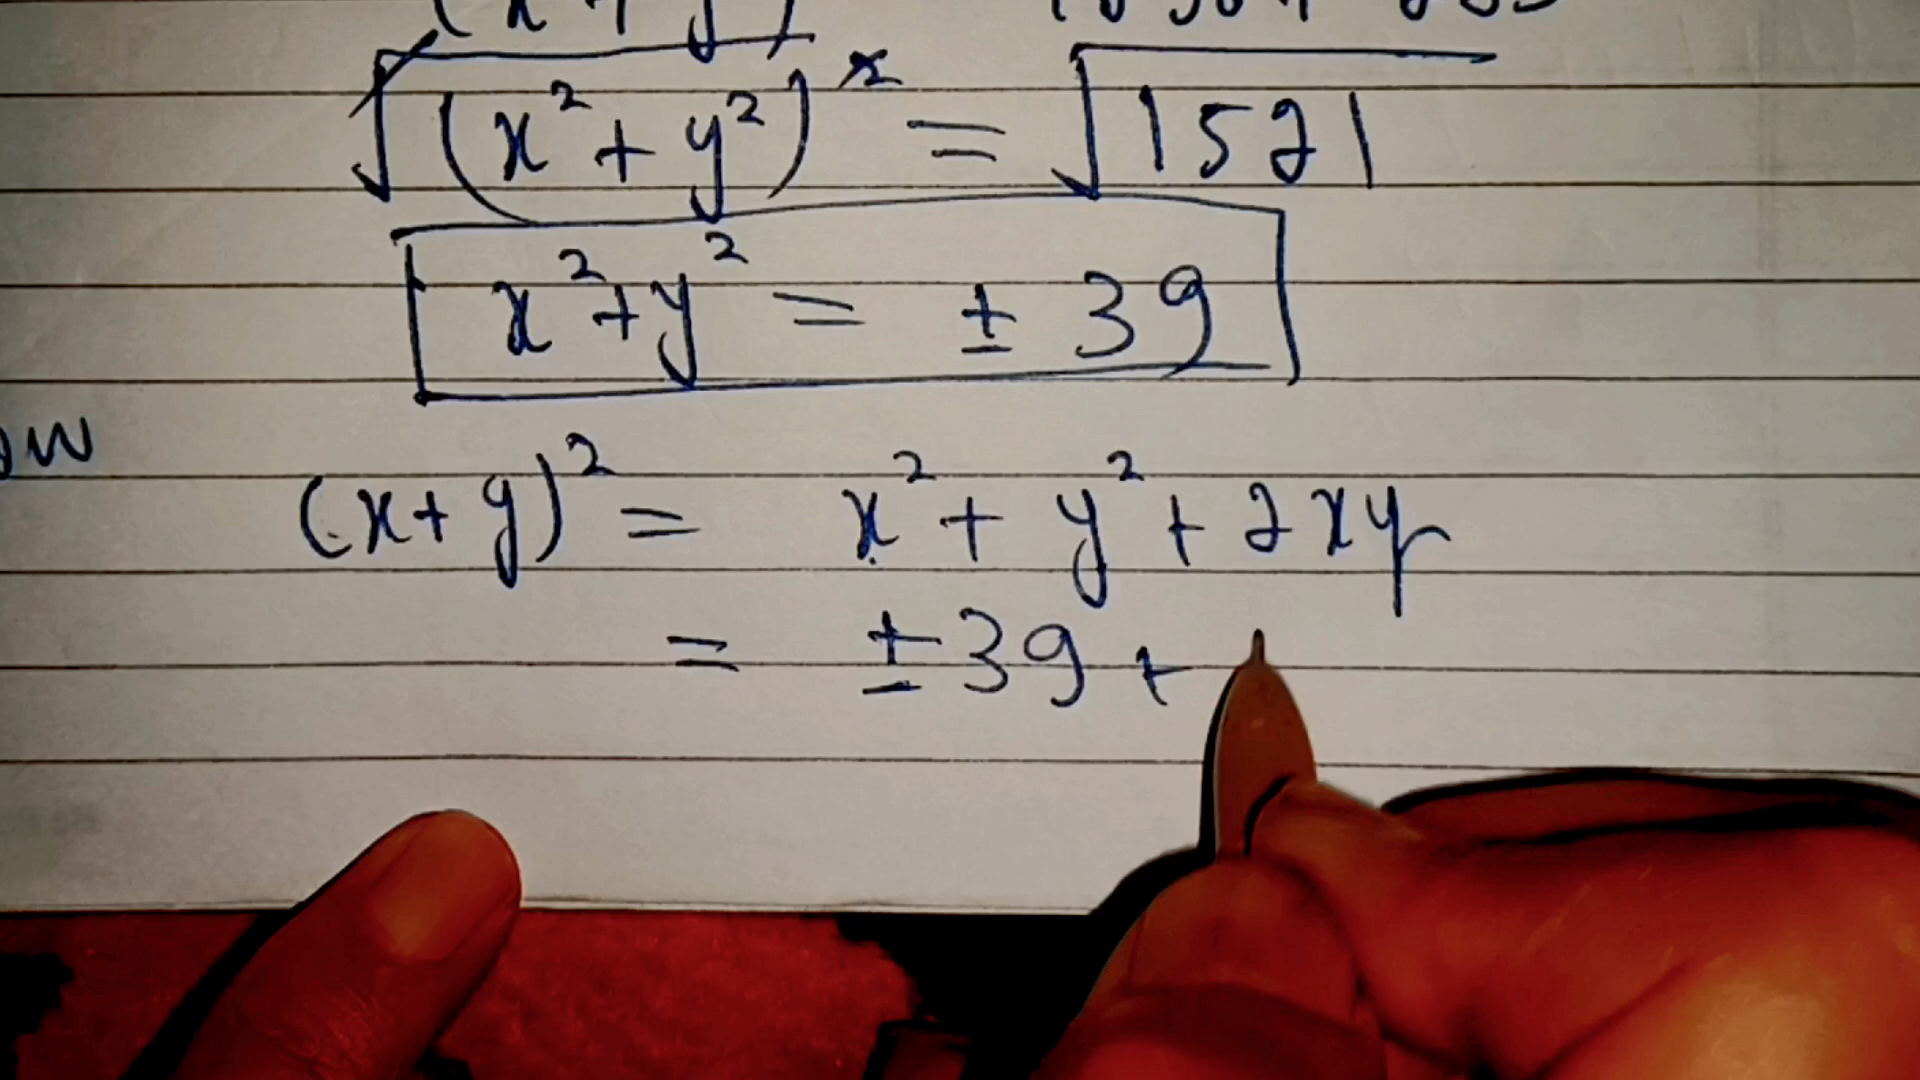 √(x² + y²)² = √1521
x² + y² = ± 39
(x + y)² = x² + y² + 2xy
= ± 39 +